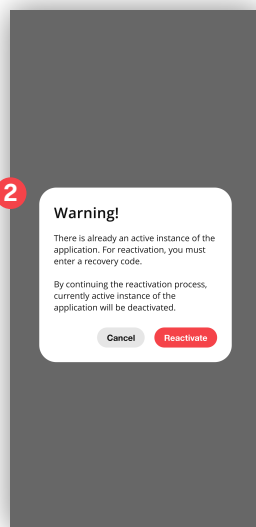 2
Warning!
There is already an active instance of the
application. For reactivation, you must
enter a recovery code.
By continuing the reactivation process,
currently active instance of the
application will be deactivated.
Cancel Reactivate